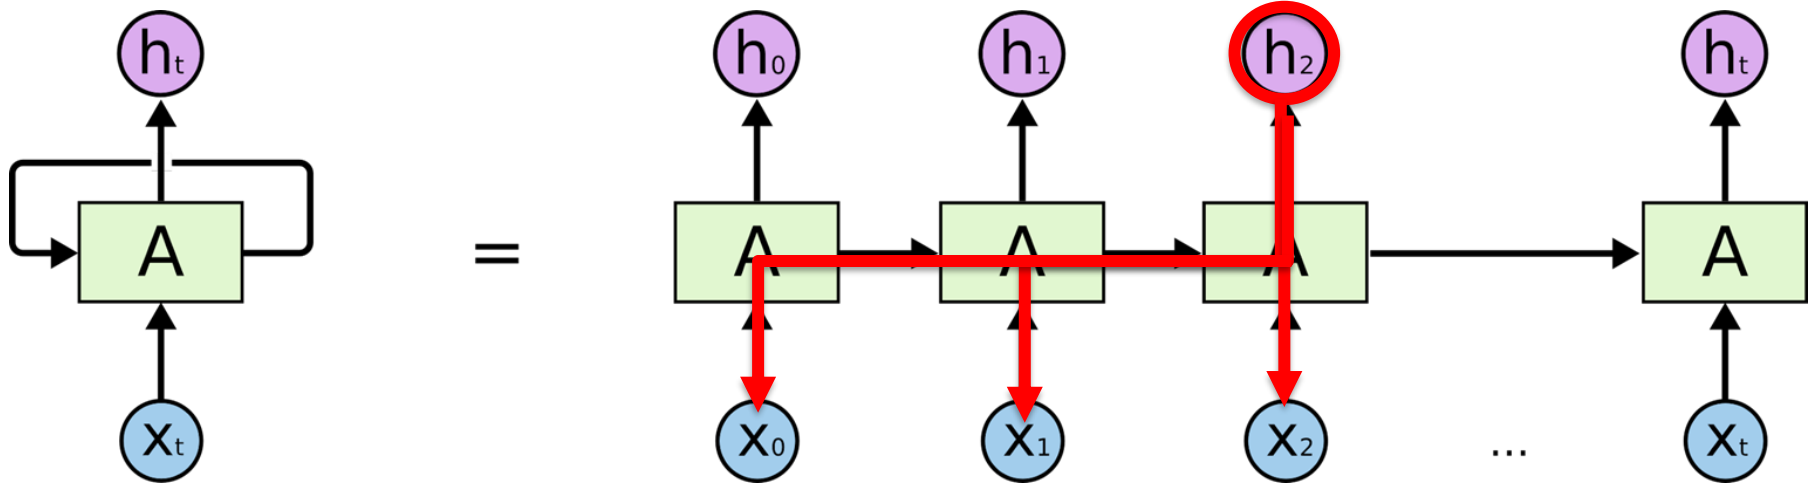 ht h0 h1 h2 ht
A = A A A A
xt x0 x1 x2 ... xt